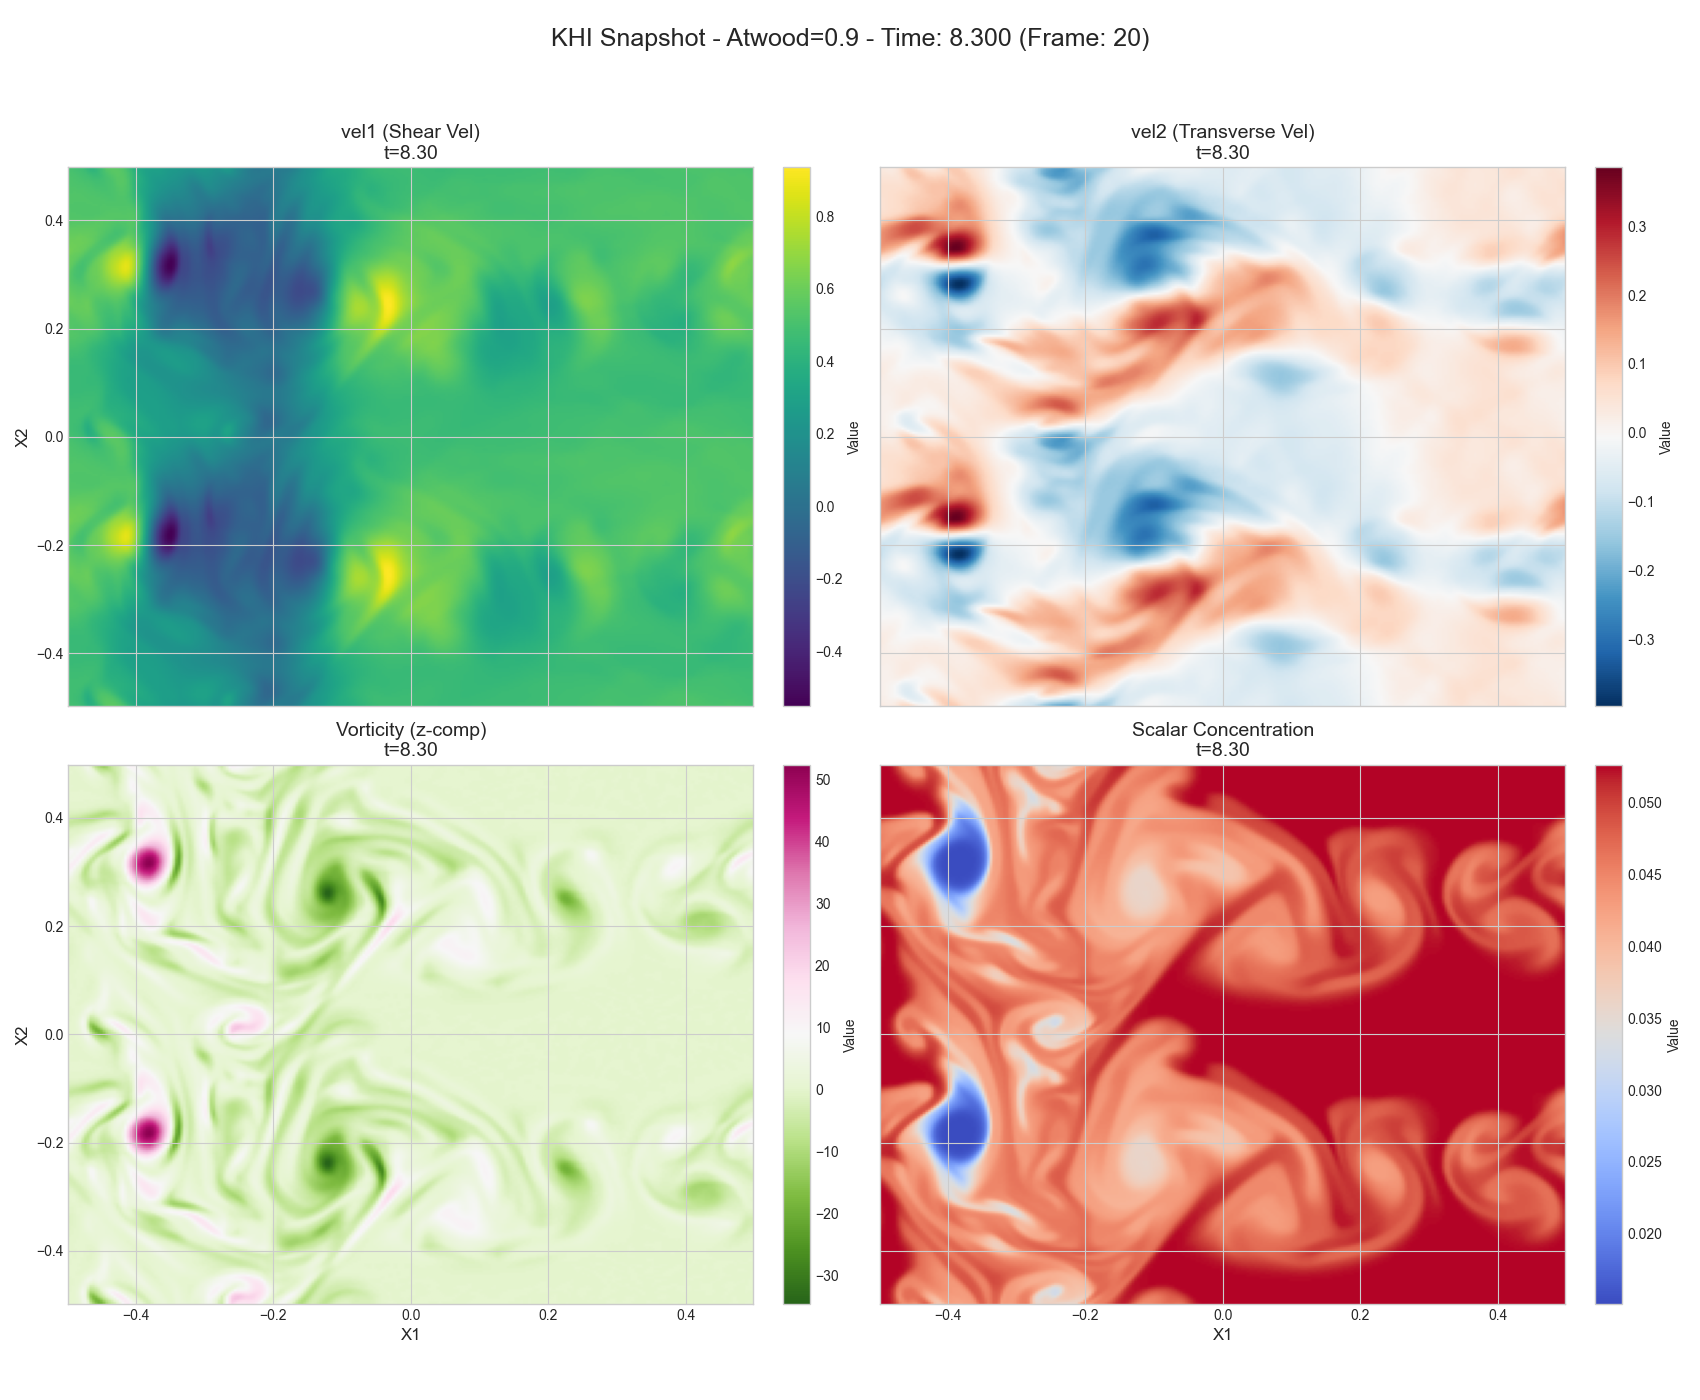 KHI Snapshot - Atwood=0.9 - Time: 8.300 (Frame: 20)
vel1 (Shear Vel)
t=8.30
X2
0.4
0.2
0.0
−0.2
−0.4
0.8
0.6
0.4
0.2
0.0
−0.2
−0.4
Value
vel2 (Transverse Vel)
t=8.30
0.3
0.2
0.1
0.0
−0.1
−0.2
−0.3
Value
Vorticity (z-comp)
t=8.30
X2
0.4
0.2
0.0
−0.2
−0.4
−0.4 −0.2 0.0 0.2 0.4
X1
50
40
30
20
10
0
−10
−20
−30
Value
Scalar Concentration
t=8.30
−0.4 −0.2 0.0 0.2 0.4
X1
0.050
0.045
0.040
0.035
0.030
0.025
0.020
Value